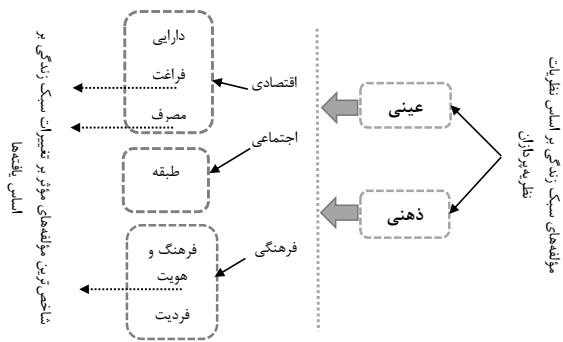 مؤلفه‌های سبک زندگی بر اساس نظریات
نظریه‌پردازان
عینی
ذهنی
اقتصادی
دارایی
فراغت
مصرف
اجتماعی
طبقه
فرهنگی
فرهنگ و
هویت
فردیت
شاخص‌ترین مؤلفه‌های مؤثر بر تغییرات سبک زندگی بر
اساس یافته‌ها